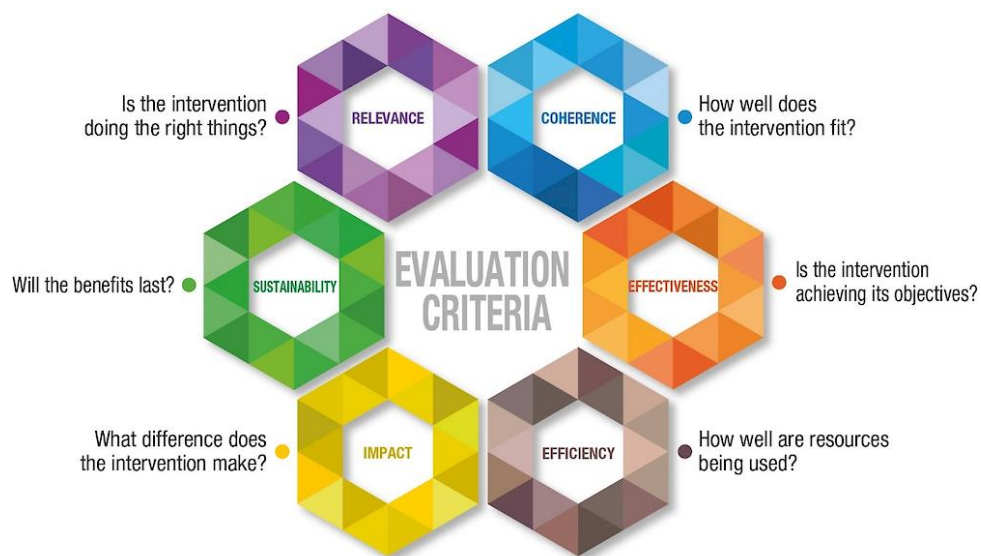 Is the intervention
doing the right things?
RELEVANCE
COHERENCE
How well does
the intervention fit?
Will the benefits last?
SUSTAINABILITY
EVALUATION
CRITERIA
EFFECTIVENESS
Is the intervention
achieving its objectives?
What difference does
the intervention make?
IMPACT
EFFICIENCY
How well are resources
being used?